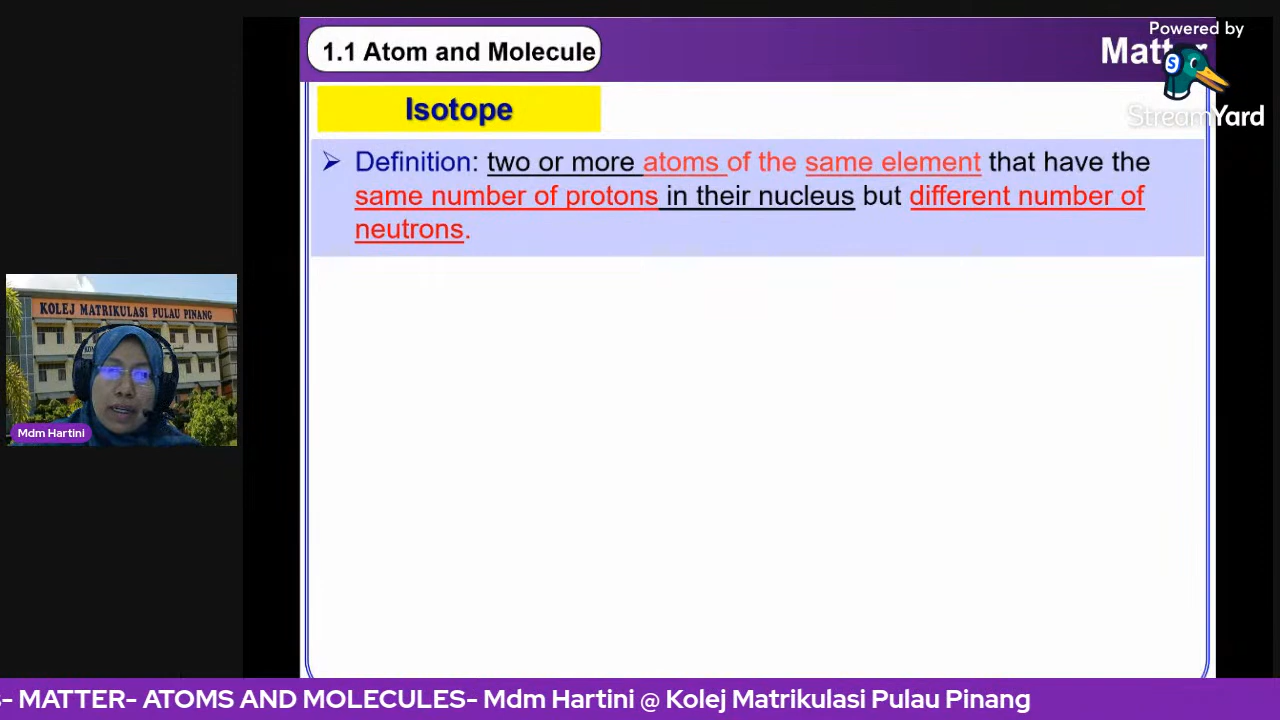 1.1 Atom and Molecule
Matter
Powered by
StreamYard
Isotope
Definition: two or more atoms of the same element that have the
same number of protons in their nucleus but different number of
neutrons.
KOLEJ MATRIKULASI PULAU PINANG
Mdm Hartini
- MATTER- ATOMS AND MOLECULES- Mdm Hartini @ Kolej Matrikulasi Pulau Pinang